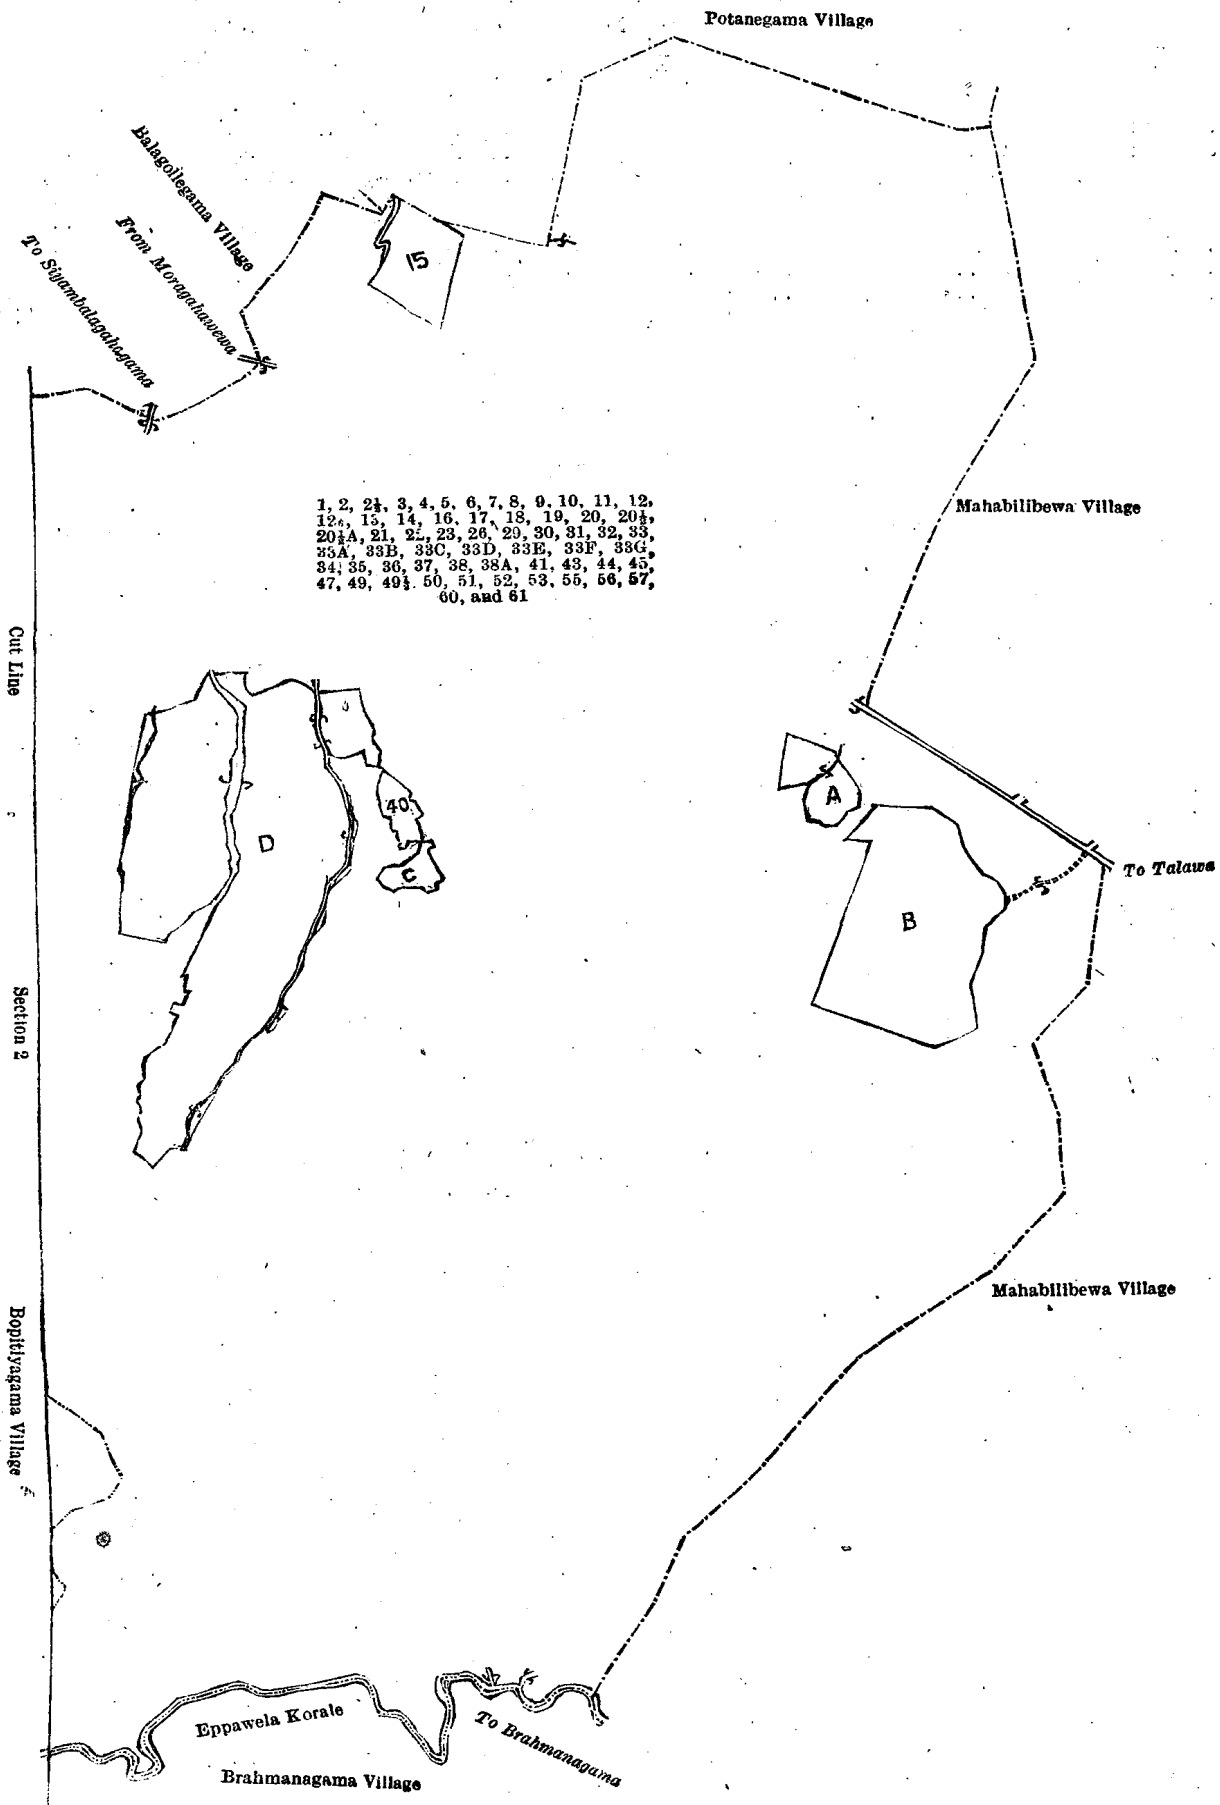 Potanegama Village
Balagollegama Village
From Moragahawewa
To Siyambalagahagama
15
1, 2, 2½, 3, 4, 5, 6, 7, 8, 9, 10, 11, 12,
13, 14, 16, 17, 18, 19, 20, 20½,
20½A, 21, 22, 23, 26, 29, 30, 31, 32, 33,
33A, 33B, 33C, 33D, 33E, 33F, 33G,
34, 35, 36, 37, 38, 38A, 41, 43, 44, 45,
47, 49, 49½, 50, 51, 52, 53, 55, 56, 57,
60, and 61
Mahabilibewa Village
Cut Line
40
A
D
C
To Talawa
B
Section 2
Mahabilibewa Village
Bopitiyagama Village
Eppawela Korale
To Brahmanagama
Brahmanagama Village